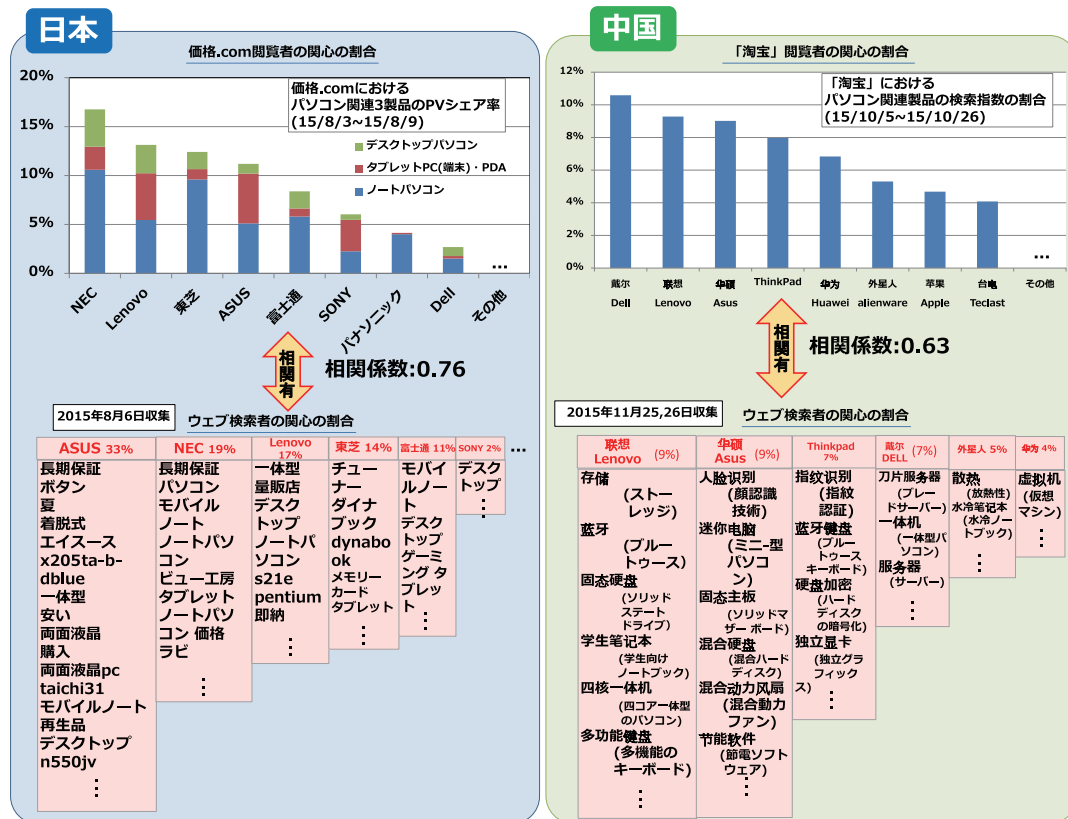 日本
価格.com閲覧者の関心の割合
20%
15%
10%
5%
0%
価格.comにおける
パソコン関連3製品のPVシェア率
(15/8/3~15/8/9)
デスクトップパソコン
タブレットPC(端末)・PDA
ノートパソコン
NEC
Lenovo
東芝
ASUS
富士通
SONY
パナソニック
Dell
その他
...
相関有
相関係数:0.76
2015年8月6日収集
ウェブ検索者の関心の割合
ASUS 33%
長期保証
ボタン
夏
着脱式
エイスース
x205ta-b-
dblue
一体型
安い
両面液晶
購入
両面液晶pc
taichi31
モバイルノート
再生品
デスクトップ
n550jv
⋮
NEC 19%
長期保証
パソコン
モバイル
ノート
ノートパソ
コン
ビュー工房
タブレット
ノートパソ
コン 価格
ラビ
⋮
Lenovo
17%
一体型
量販店
デスク
トップ
ノートパ
ソコン
s21e
pentium
即納
⋮
東芝 14%
チュー
ナー
ダイナ
ブック
dynabo
ok
メモリー
カード
タブレット
⋮
富士通 11%
モバイ
ルノー
ト
デスク
トップ
ゲーミ
ング タ
ブレッ
ト
⋮
SONY 2%
デスク
トップ
⋮
...
中国
「淘宝」閲覧者の関心の割合
12%
10%
8%
6%
4%
2%
0%
「淘宝」における
パソコン関連製品の検索指数の割合
(15/10/5~15/10/26)
戴尔
Dell
联想
Lenovo
华硕
Asus
ThinkPad
华为
Huawei
外星人
alienware
苹果
Apple
台电
Teclast
その他
...
相関有
相関係数:0.63
2015年11月25,26日収集
ウェブ検索者の関心の割合
联想
Lenovo (9%)
存储
(ストー
レッジ)
蓝牙
(ブルー
トゥース)
固态硬盘
(ソリッド
ステート
ドライブ)
学生笔记本
(学生向け
ノートブック)
四核一体机
(四コアー体型
のパソコン)
多功能键盘
(多機能の
キーボード)
⋮
华硕
Asus (9%)
人脸识别
(顔認識
技術)
迷你电脑
(ミニー型
パソコ
ン)
固态主板
(ソリッドマ
ザー ボード)
混合硬盘
(混合ハード
ディスク)
混合动力风扇
(混合動力
ファン)
节能软件
(節電ソフト
ウェア)
⋮
Thinkpad
7%
指纹识别
(指紋
認証)
蓝牙键盘
(ブルー
トゥース
キーボード)
硬盘加密
(ハード
ディスク
の暗号化)
独立显卡
(独立グラ
フィック
ス)
⋮
戴尔
DELL (7%)
刀片服务器
(ブレー
ドサーバー)
一体机
(一体型パ
ソコン)
服务器
(サーバー)
⋮
外星人 5%
散热
(放熱性)
水冷笔记本
(水冷ノー
トブック)
⋮
华为 4%
虚拟机
(仮想
マシン)
⋮